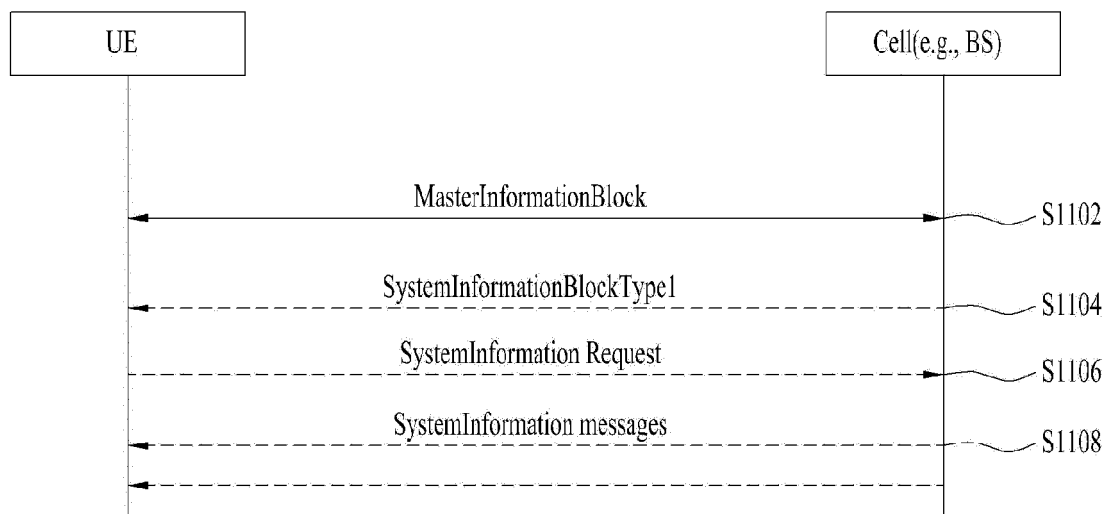 UE
Cell(e.g., BS)
MasterInformationBlock
S1102
SystemInformationBlockType1
S1104
SystemInformation Request
S1106
SystemInformation messages
S1108